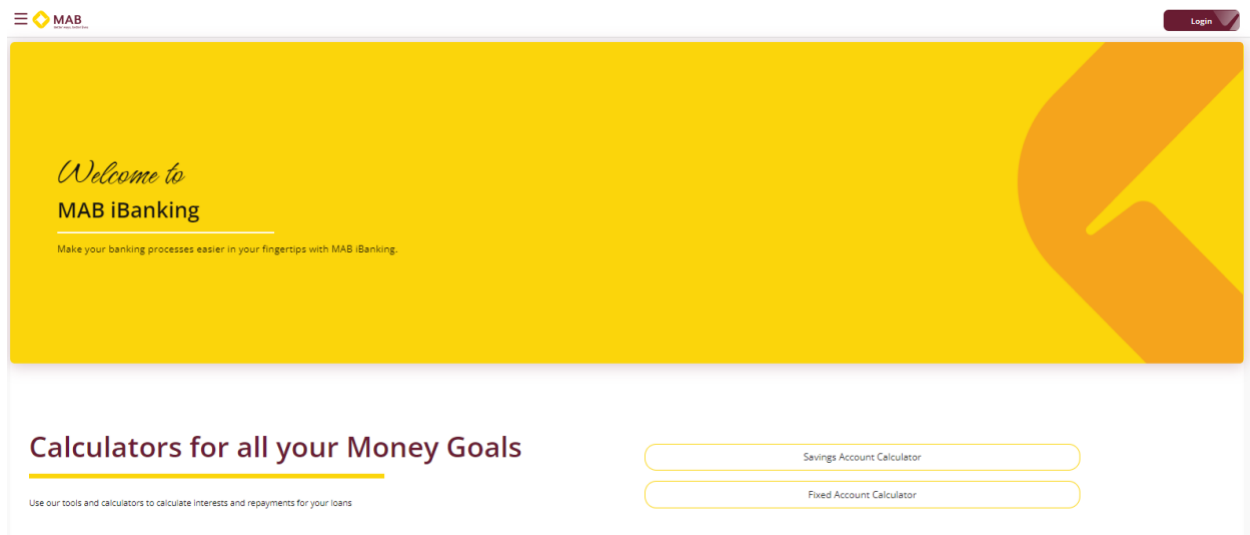 MAB
Login
Welcome to
MAB iBanking
Make your banking processes easier in your fingertips with MAB iBanking.
Calculators for all your Money Goals
Use our tools and calculators to calculate interests and repayments for your loans
Savings Account Calculator
Fixed Account Calculator